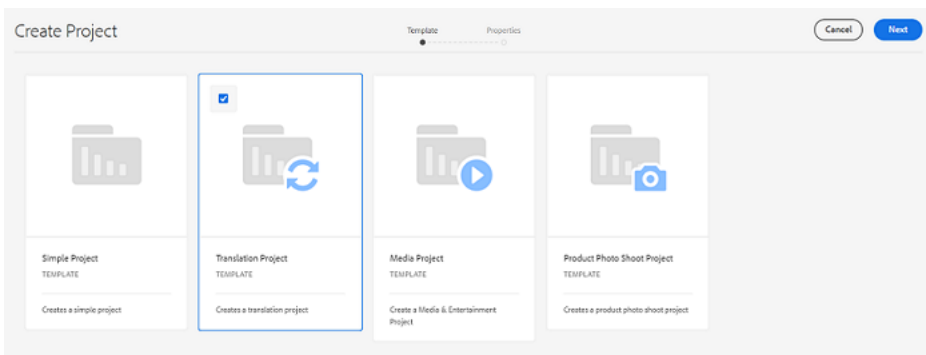 Create Project
Template Properties
Cancel Next
Simple Project
TEMPLATE
Creates a simple project
Translation Project
TEMPLATE
Creates a translation project
Media Project
TEMPLATE
Create a Media & Entertainment
Project
Product Photo Shoot Project
TEMPLATE
Creates a product photo shoot project